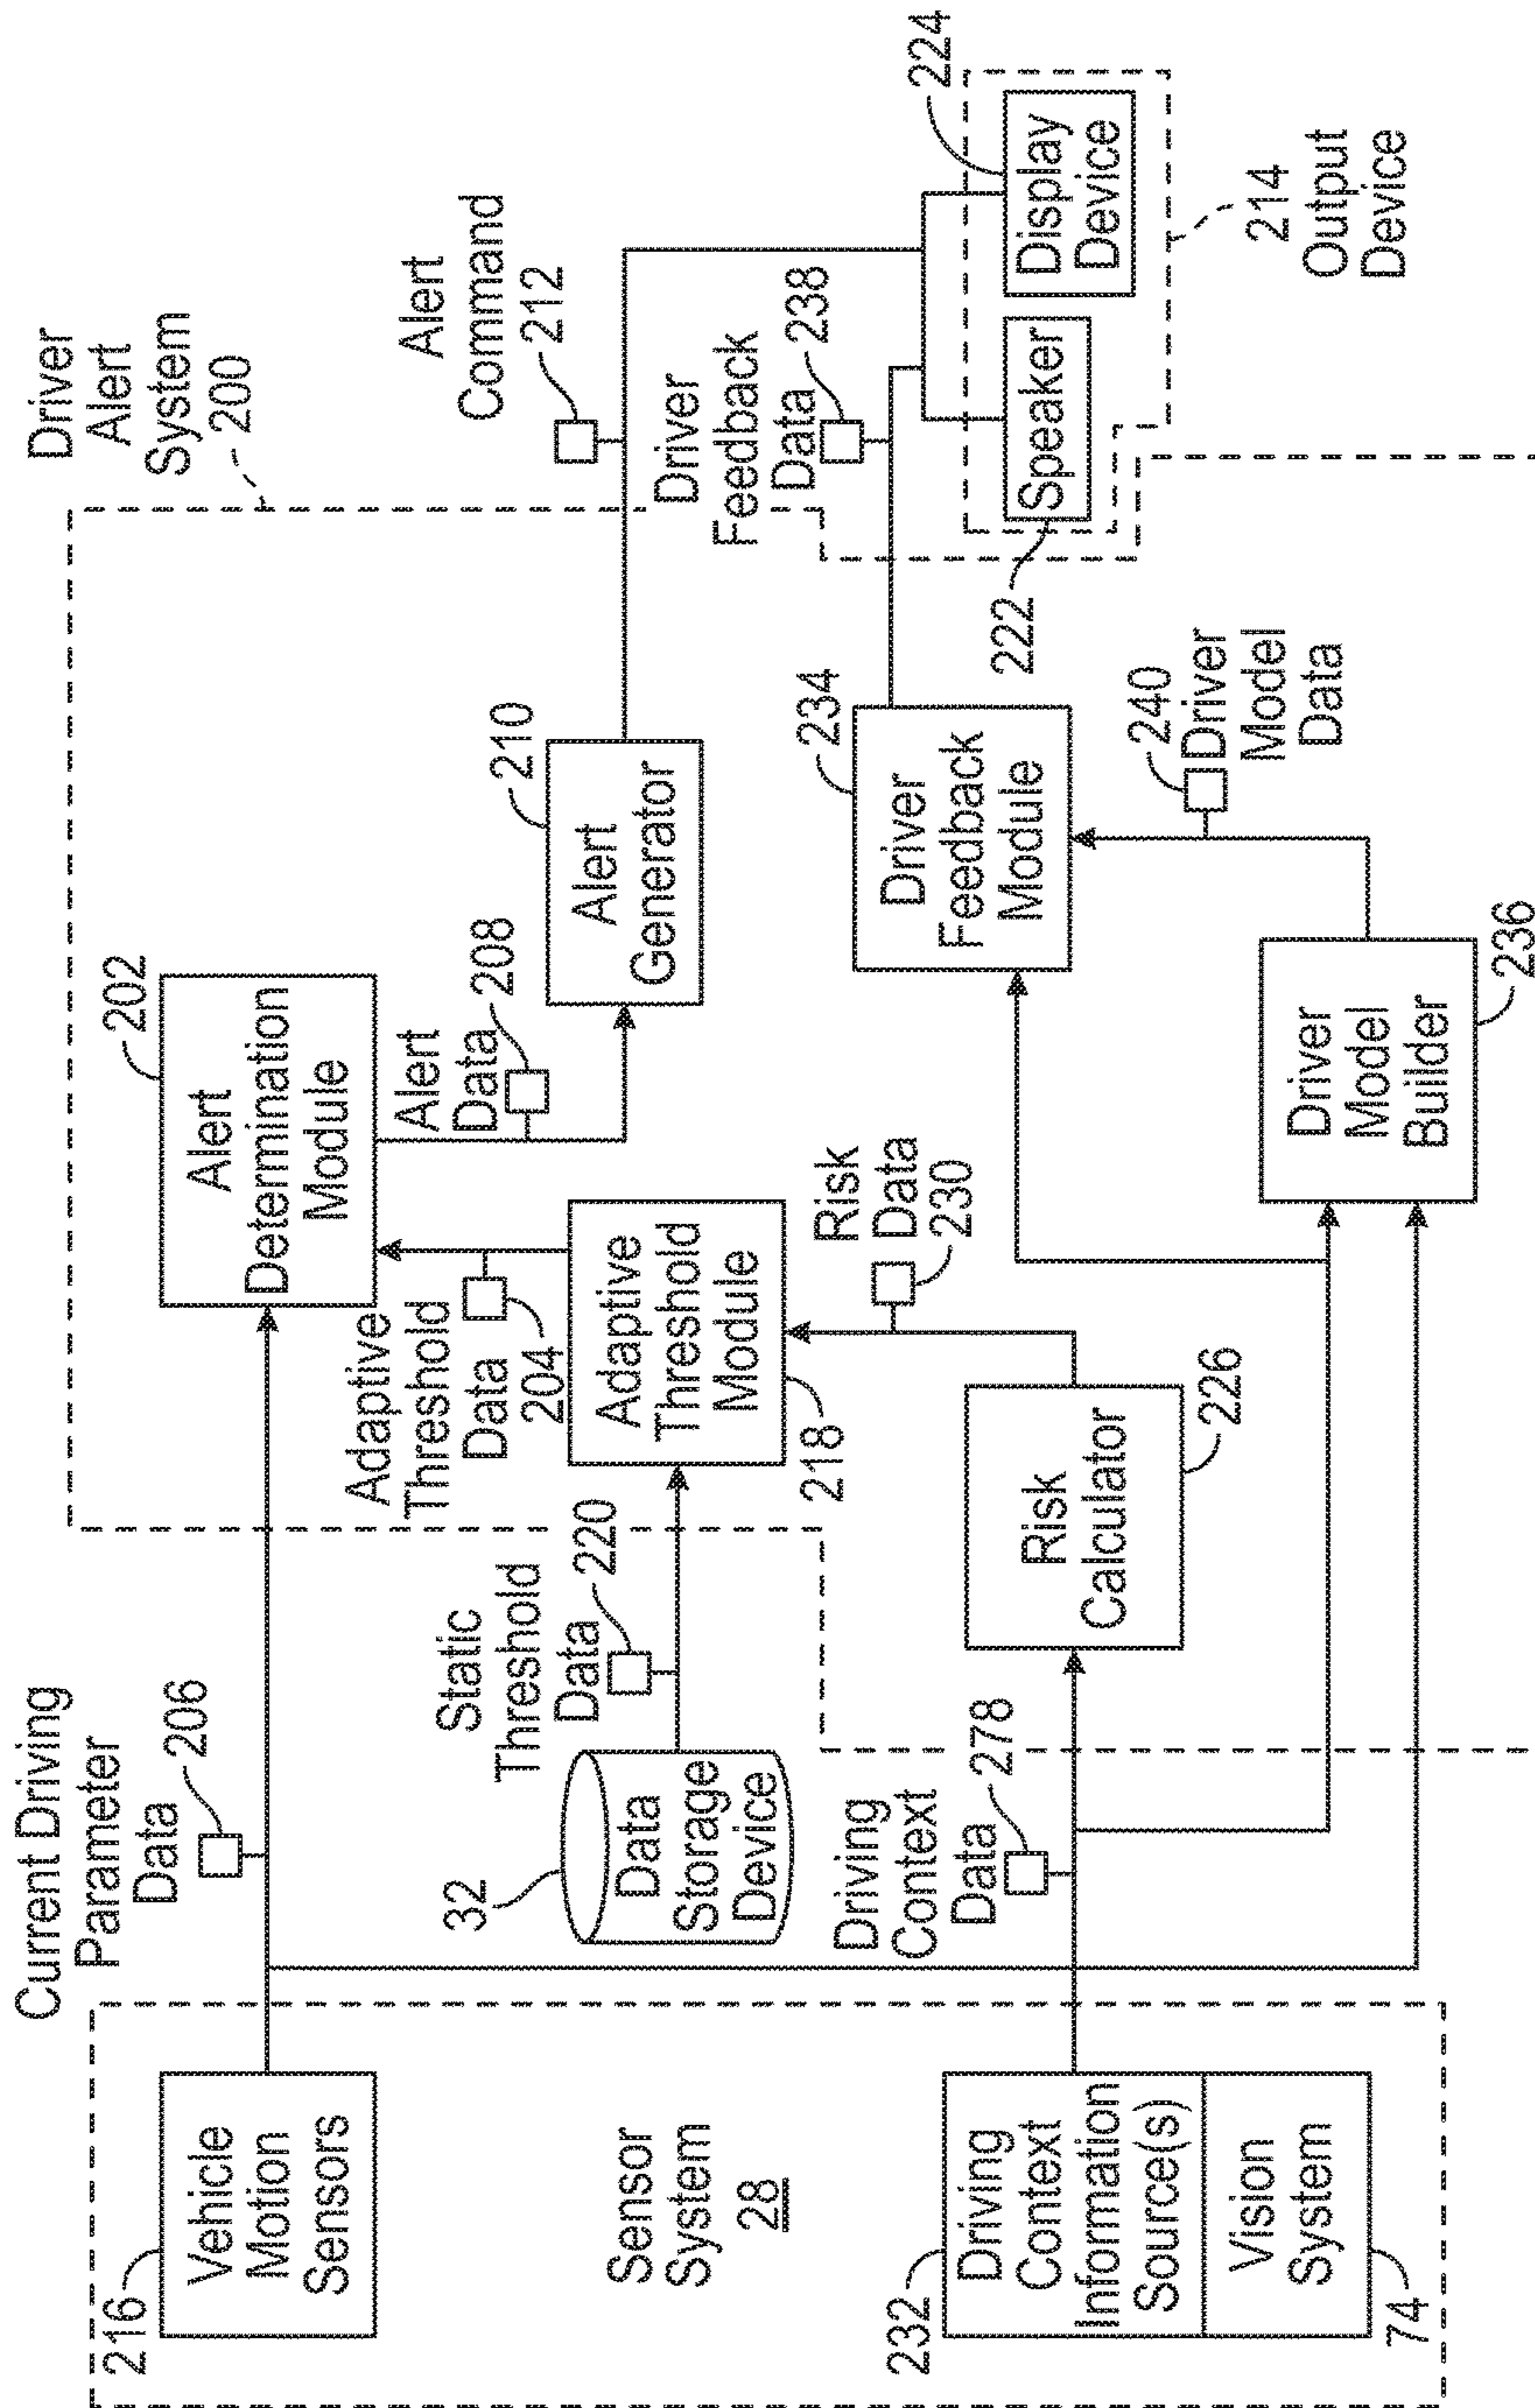 Driver
Alert
System
200
Current Driving
Parameter
Data
206
216
Vehicle
Motion
Sensors
202
Alert
Determination
Module
Alert
Command
212
Alert
Data
208
210
Alert
Generator
Adaptive
Threshold
Data
204
Static
Threshold
Data
220
32
Data
Storage
Device
Adaptive
Threshold
Module
218
Sensor
System
28
Driver
Feedback
Data
238
224
Display
Device
Speaker
222
214
Output
Device
234
Driver
Feedback
Module
Risk
Data
230
Driving
Context
Data
278
232
Driving
Context
Information
Source(s)
Vision
System
74
Risk
Calculator
226
240
Driver
Model
Data
Driver
Model
Builder
236